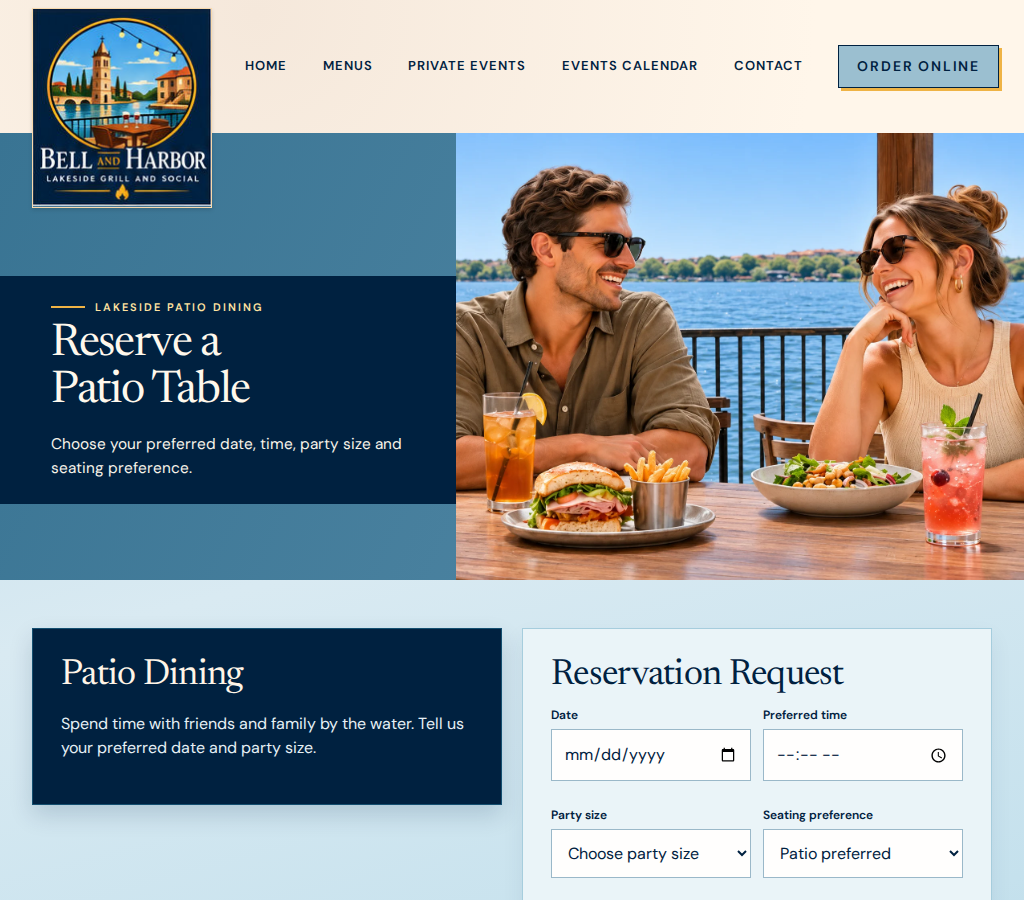 BELL AND HARBOR
LAKESIDE GRILL AND SOCIAL
HOME
MENUS
PRIVATE EVENTS
EVENTS CALENDAR
CONTACT
ORDER ONLINE
LAKESIDE PATIO DINING
Reserve a
Patio Table
Choose your preferred date, time, party size and
seating preference.
Patio Dining
Spend time with friends and family by the water. Tell us
your preferred date and party size.
Reservation Request
Date
Preferred time
mm/dd/yyyy
--:-- --
Party size
Seating preference
Choose party size
Patio preferred